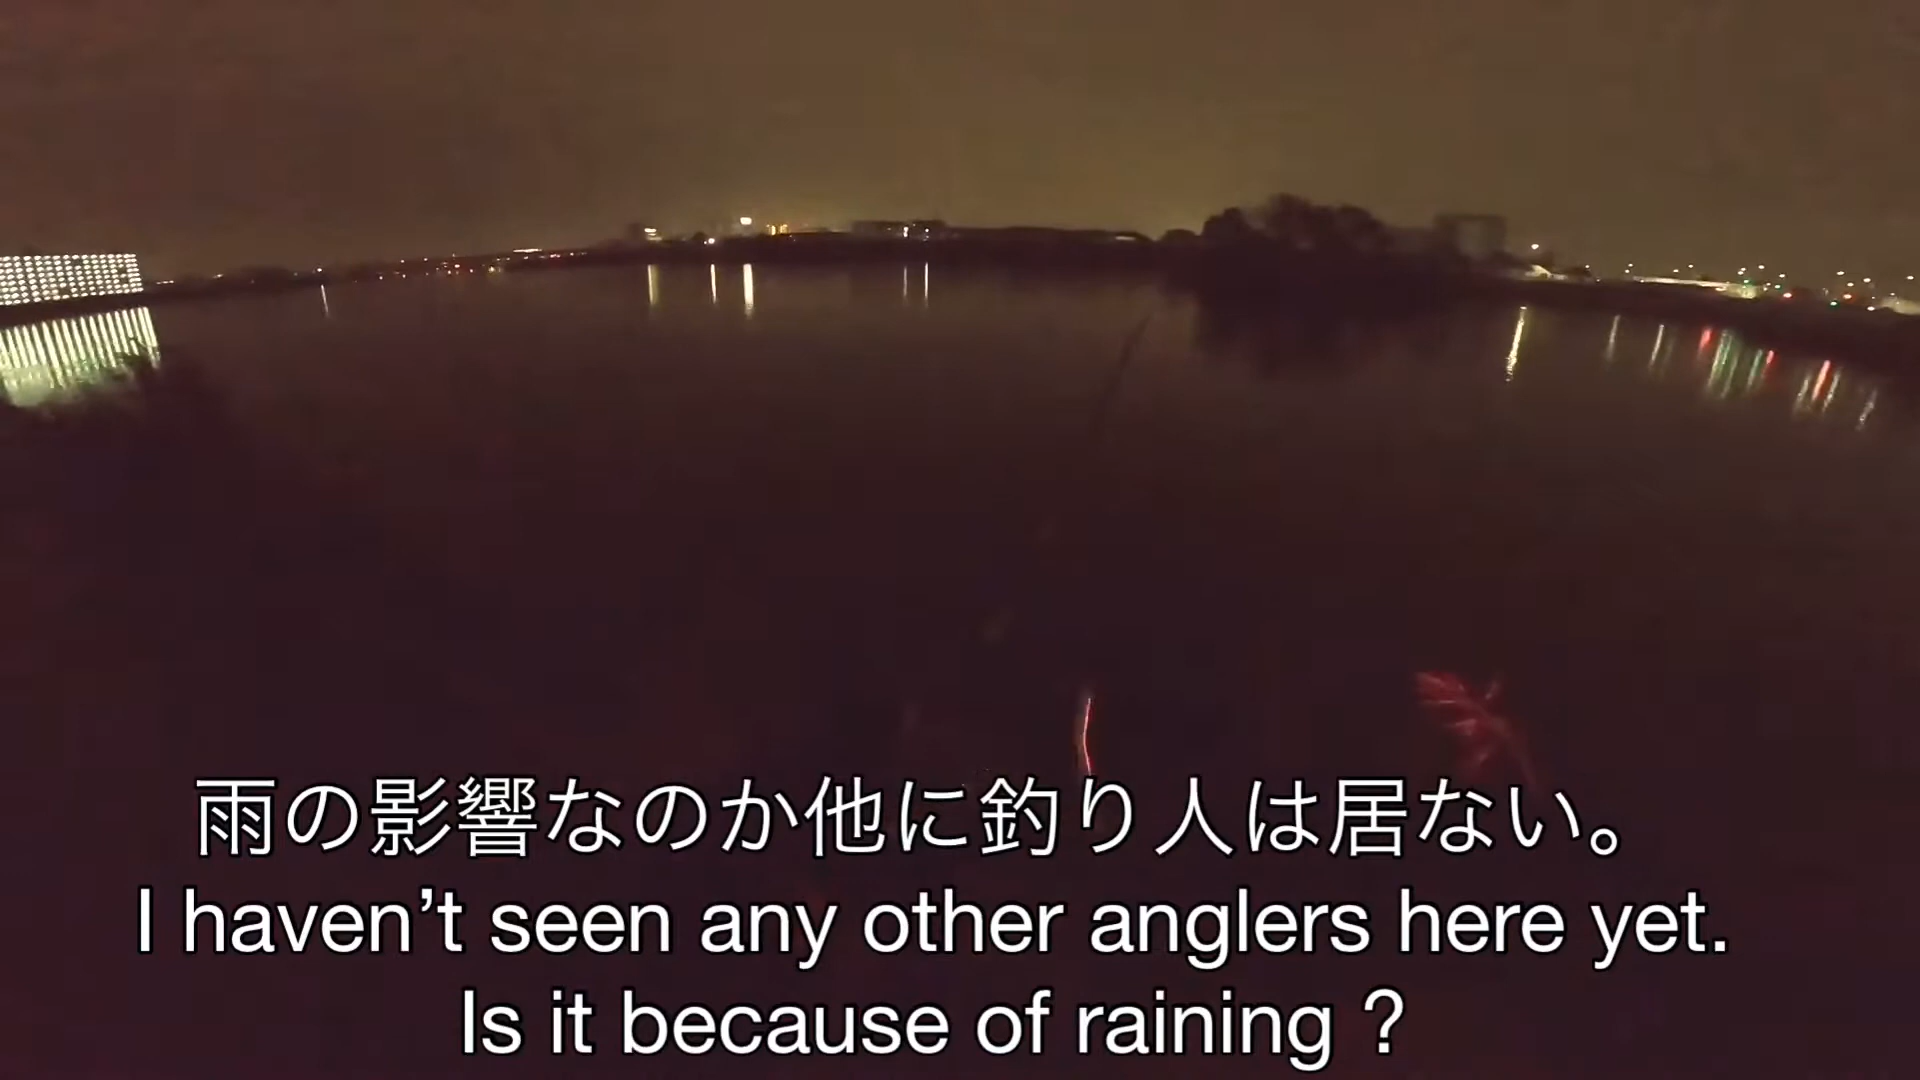 雨の影響なのか他に釣り人は居ない。
I haven’t seen any other anglers here yet.
Is it because of raining ?